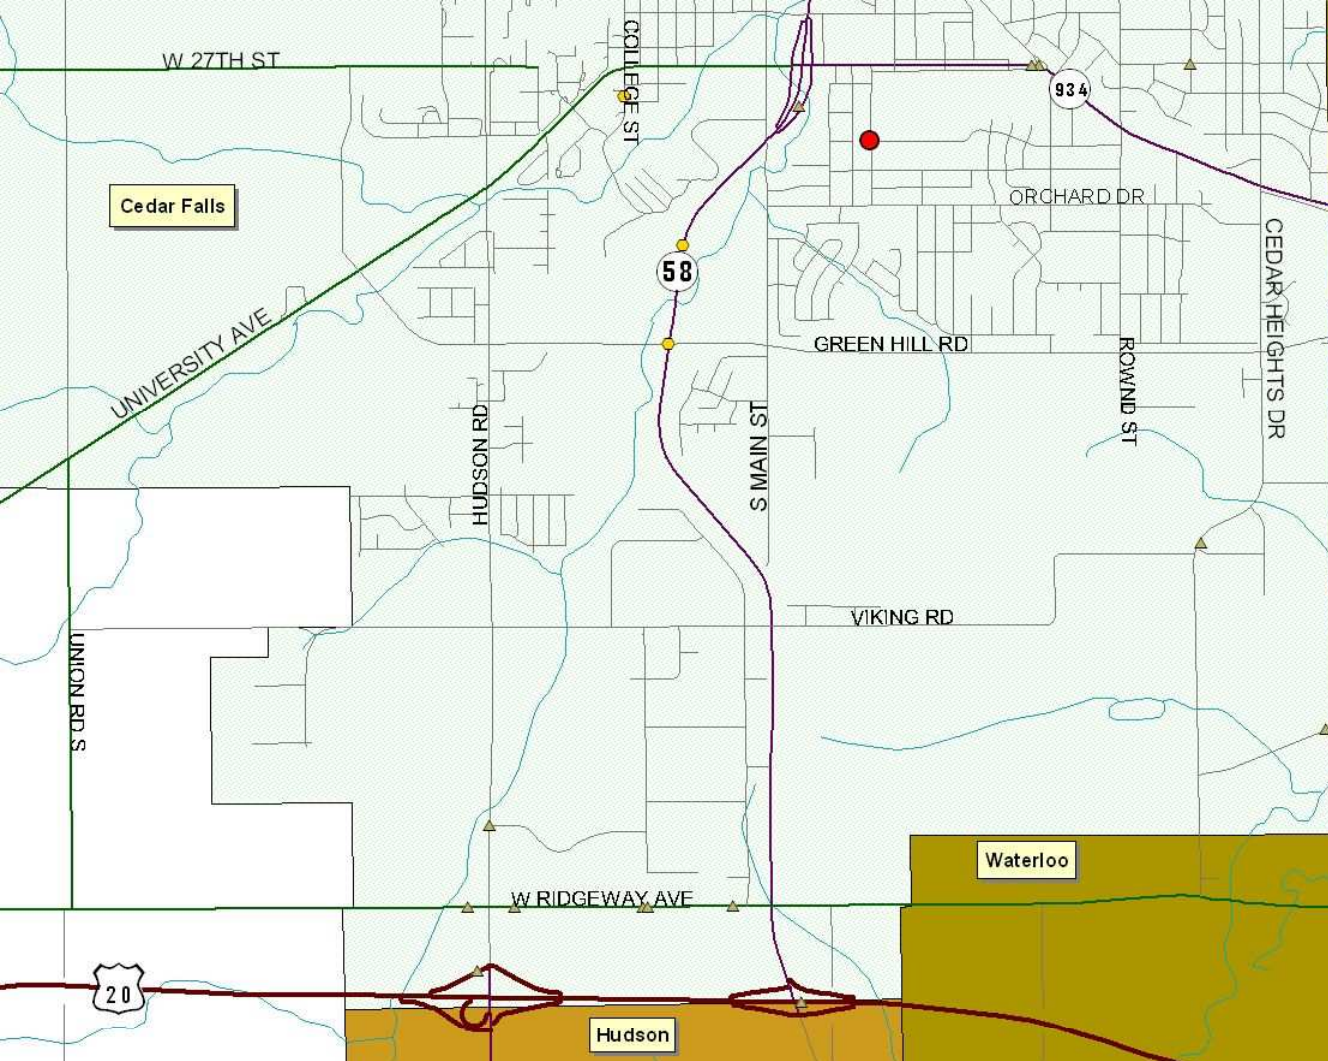 W 27TH ST
COLLEGE ST
934
Cedar Falls
ORCHARD DR
CEDAR HEIGHTS DR
58
UNIVERSITY AVE
GREEN HILL RD
ROWND ST
HUDSON RD
S MAIN ST
VIKING RD
UNION RD S
Waterloo
W RIDGEWAY AVE
20
Hudson